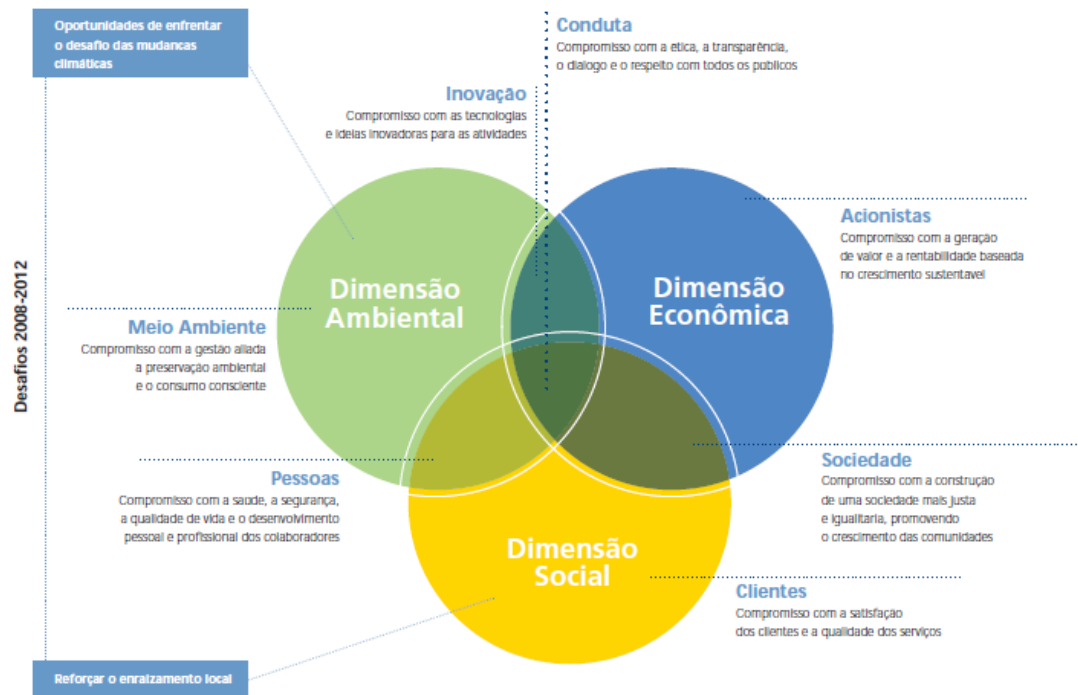 Oportunidades de enfrentar
o desafio das mudancas
climáticas
Conduta
Compromisso com a etica, a transparência,
o dialogo e o respeito com todos os publicos
Inovação
Compromisso com as tecnologias
e ideias inovadoras para as atividades
Acionistas
Compromisso com a geração
de valor e a rentabilidade baseada
no crescimento sustentavel
Dimensão
Ambiental
Dimensão
Econômica
Desafios 2008-2012
Meio Ambiente
Compromisso com a gestão aliada
a preservação ambiental
e o consumo consciente
Pessoas
Compromisso com a saude, a segurança,
a qualidade de vida e o desenvolvimento
pessoal e profissional dos colaboradores
Sociedade
Compromisso com a construção
de uma sociedade mais justa
e igualitaria, promovendo
o crescimento das comunidades
Dimensão
Social
Clientes
Compromisso com a satisfação
dos clientes e a qualidade dos serviços
Reforçar o enraizamento local